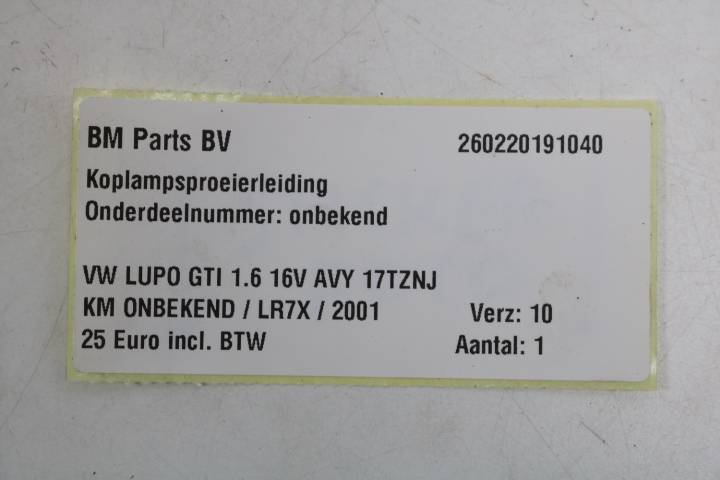 BM Parts BV 260220191040
Koplampsproeierleiding
Onderdeelnummer: onbekend
VW LUPO GTI 1.6 16V AVY 17TZNJ
KM ONBEKEND / LR7X / 2001 Verz: 10
25 Euro incl. BTW Aantal: 1